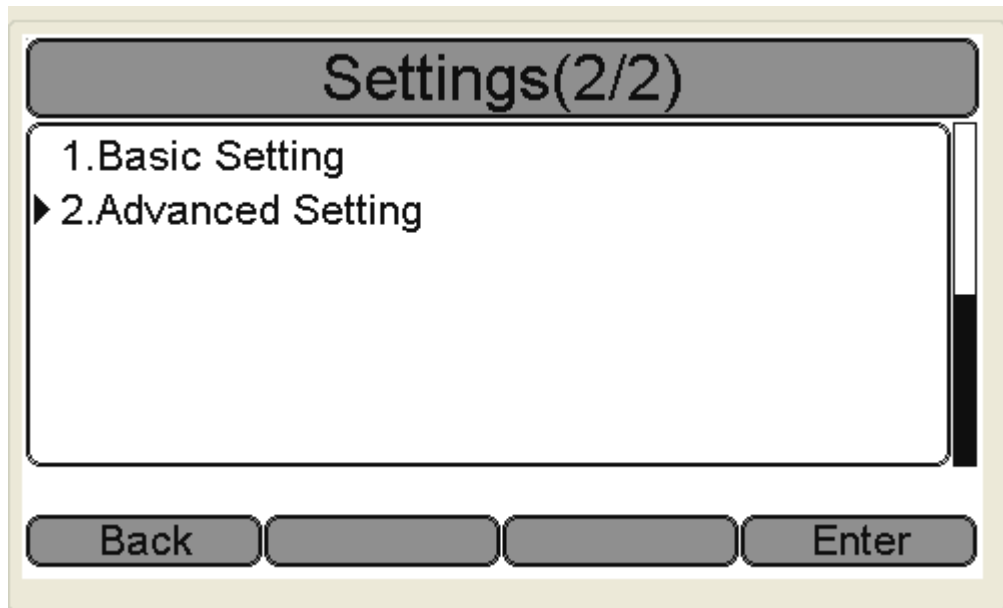 Settings(2/2)
1.Basic Setting
2.Advanced Setting
Back
Enter